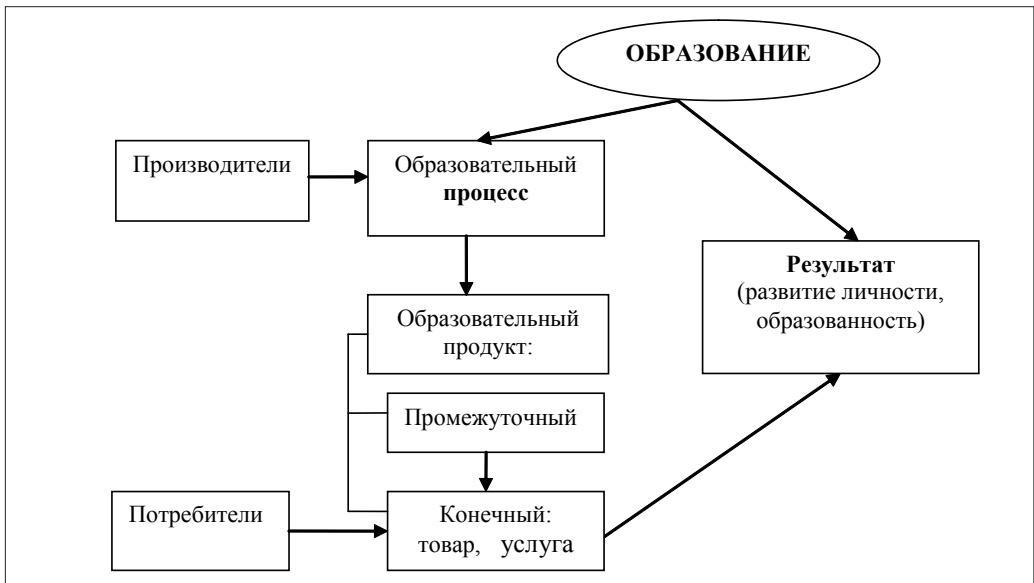 ОБРАЗОВАНИЕ
Производители
Образовательный
процесс
Результат
(развитие личности,
образованность)
Образовательный
продукт:
Промежуточный
Потребители
Конечный:
товар, услуга